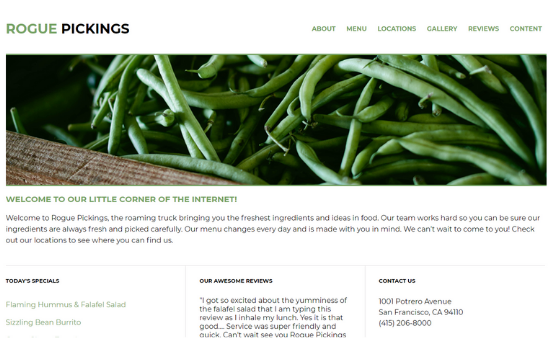 ROGUE PICKINGS
ABOUT MENU LOCATIONS GALLERY REVIEWS CONTENT
WELCOME TO OUR LITTLE CORNER OF THE INTERNET!
Welcome to Rogue Pickings, the roaming truck bringing you the freshest ingredients and ideas in food. Our team works hard so you can be sure our
ingredients are always fresh and picked carefully. Our menu changes every day and is made with you in mind. We can't wait to come to you! Check
out our locations to see where you can find us.
TODAY'S SPECIALS
Flaming Hummus & Falafel Salad
Sizzling Bean Burrito
OUR AWESOME REVIEWS
"I got so excited about the yumminess of
the falafel salad that I am typing this
review as I inhale my lunch. Yes it is that
good.... Service was super friendly and
quick. Can't wait see you Rogue Pickings
CONTACT US
1001 Potrero Avenue
San Francisco, CA 94110
(415) 206-8000